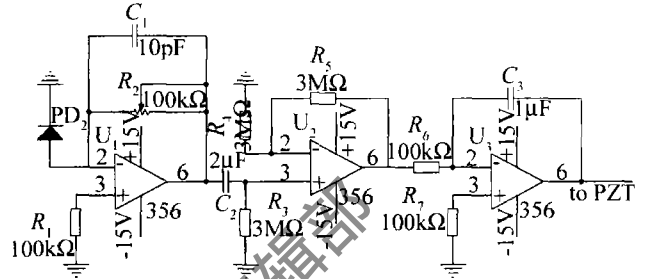 C₁
10pF
R₂
100kΩ
PD₂
U₁
+15V
2
3
6
-15V
356
R₁
100kΩ
2μF
C₂
R₄
3MΩ
R₃
3MΩ
R₅
3MΩ
U₂
+15V
2
3
6
356
R₆
100kΩ
C₃
1μF
U₃
+15V
2
3
6
-15V
356
R₇
100kΩ
to PZT
辑部